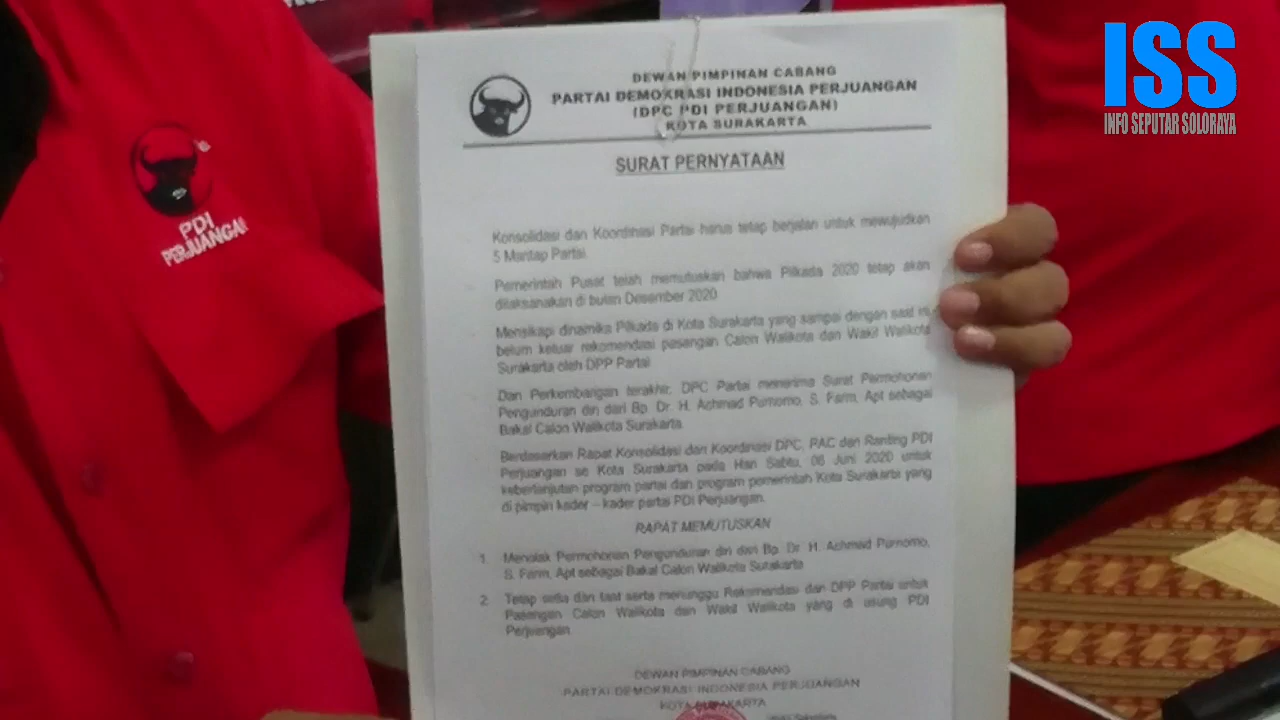 ISS
INFO SEPUTAR SOLORAYA
PDI
PERJUANGAN
DEWAN PIMPINAN CABANG
PARTAI DEMOKRASI INDONESIA PERJUANGAN
(DPC PDI PERJUANGAN)
KOTA SURAKARTA
SURAT PERNYATAAN
Konsolidasi dan Koordinasi Partai harus tetap berjalan untuk mewujudkan
5 Mantap Partai.
Pemerintah Pusat telah memutuskan bahwa Pilkada 2020 tetap akan
dilaksanakan di bulan Desember 2020
Mensikapi dinamika Pilkada di Kota Surakarta yang sampai dengan saat ini
belum keluar rekomendasi pasangan Calon Walikota dan Wakil Walikota
Surakarta oleh DPP Partai
Dan Perkembangan terakhir, DPC Partai menerima Surat Permohonan
Pengunduran diri dari Bp. Dr. H. Achmad Purnomo, S. Farm, Apt sebagai
Bakal Calon Walikota Surakarta
Berdasarkan Rapat Konsolidasi dan Koordinasi DPC, PAC dan Ranting PDI
Perjuangan se Kota Surakarta pada Hari Sabtu, 06 Juni 2020 untuk
keberlanjutan program partai dan program pemerintah Kota Surakarta yang
di pimpin kader – kader partai PDI Perjuangan.
RAPAT MEMUTUSKAN
1. Menolak Permohonan Pengunduran diri dari Bp. Dr. H. Achmad Purnomo,
S. Farm, Apt sebagai Bakal Calon Walikota Surakarta
2. Tetap setia dan taat serta menunggu Rekomendasi dari DPP Partai untuk
Pasangan Calon Walikota dan Wakil Walikota yang di usung PDI
Perjuangan
DEWAN PIMPINAN CABANG
PARTAI DEMOKRASI INDONESIA PERJUANGAN
KOTA SURAKARTA